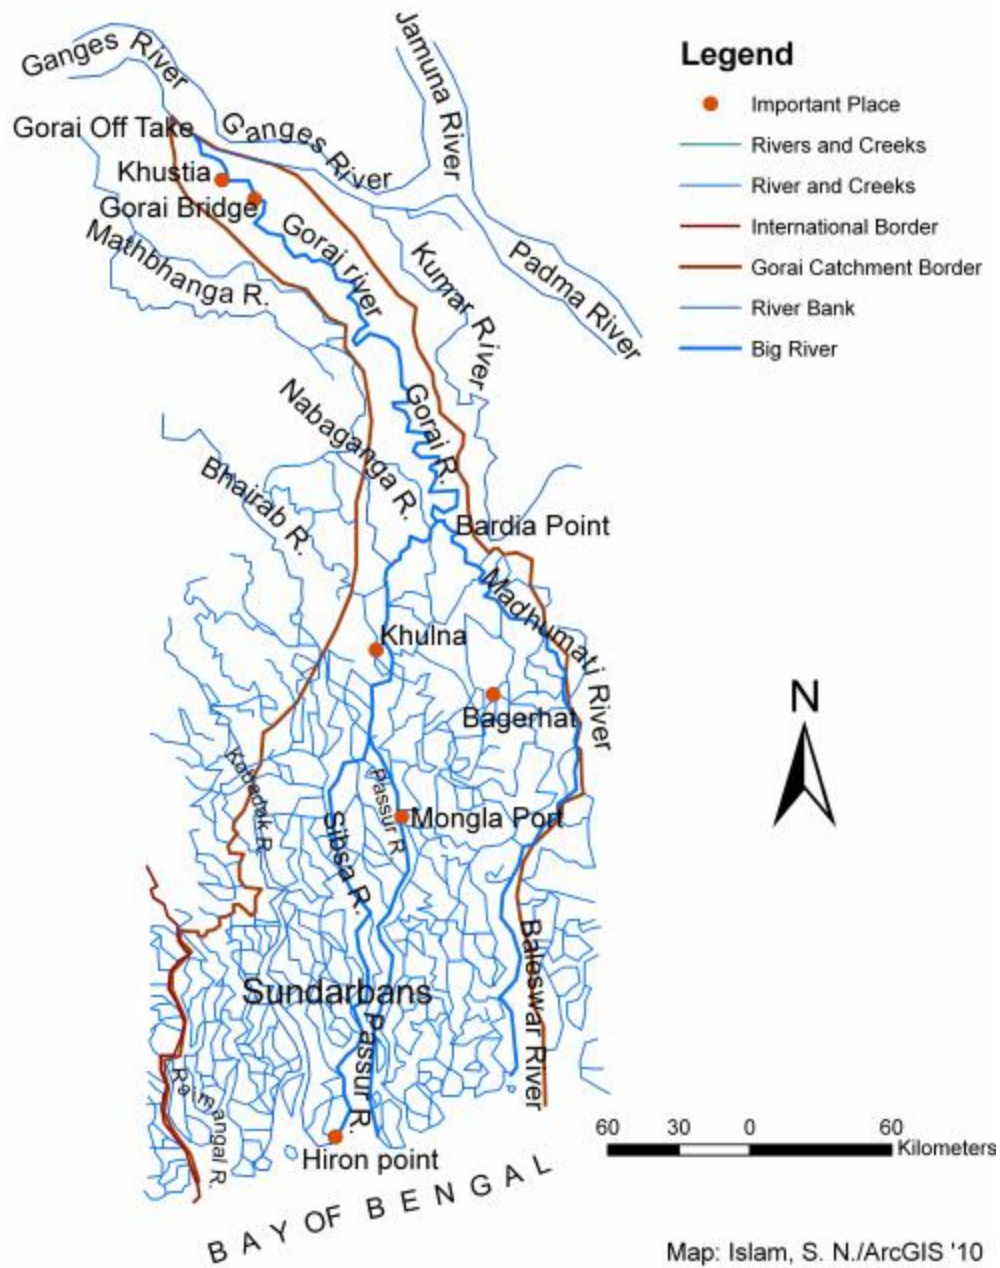 Ganges River
Jamuna River
Gorai Off Take
Ganges River
Khustia
Gorai Bridge
Gorai river
Mathbhanga R.
Kumar River
Padma River
Nabaganga R.
Gorai R.
Bhairab R.
Bardia Point
Madhumati River
Khulna
Bagerhat
Kobadak R
Passur R
Mongla Port
Sibsa R.
Baleswar River
Sundarbans
Passur R.
Raimangal R.
Hiron point
BAY OF BENGAL
Legend
Important Place
Rivers and Creeks
River and Creeks
International Border
Gorai Catchment Border
River Bank
Big River
N
60 30 0 60
Kilometers
Map: Islam, S. N./ArcGIS '10